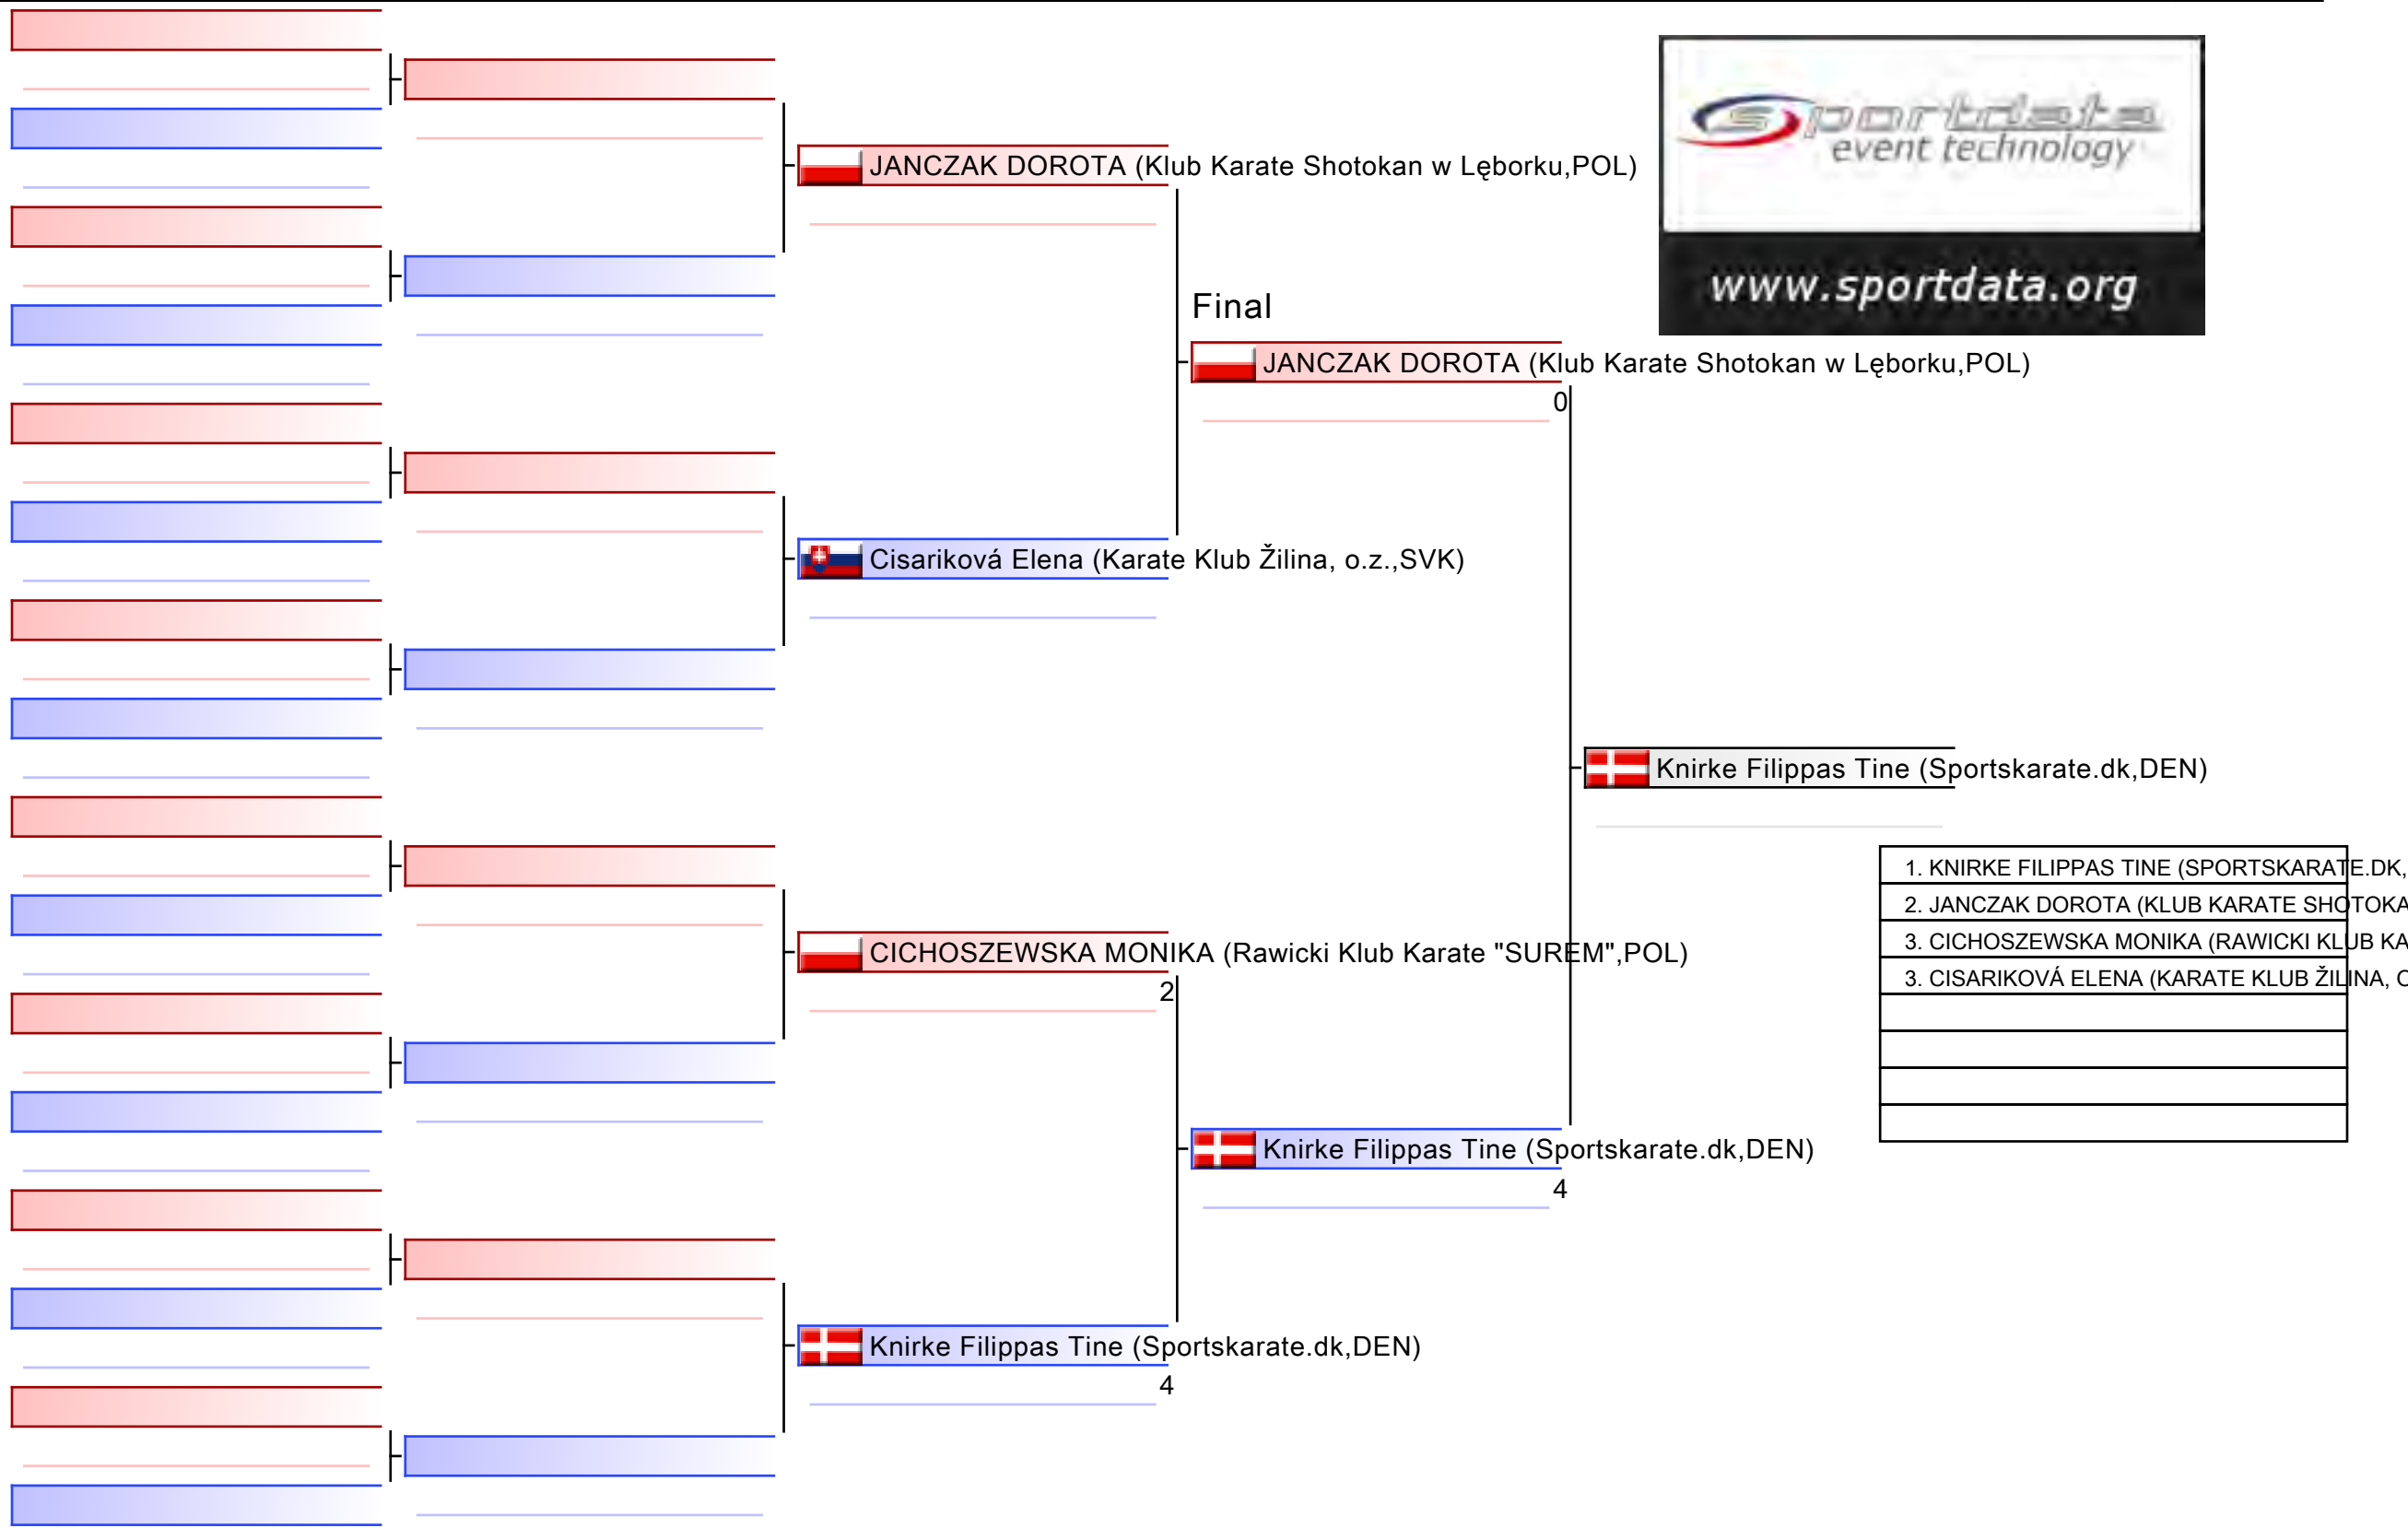 sportdata
event technology
www.sportdata.org
JANCZAK DOROTA (Klub Karate Shotokan w Lęborku,POL)
Final
JANCZAK DOROTA (Klub Karate Shotokan w Lęborku,POL)
0
Cisariková Elena (Karate Klub Žilina, o.z.,SVK)
Knirke Filippas Tine (Sportskarate.dk,DEN)
1. KNIRKE FILIPPAS TINE (SPORTSKARATE.DK,
2. JANCZAK DOROTA (KLUB KARATE SHOTOKA
3. CICHOSZEWSKA MONIKA (RAWICKI KLUB KA
3. CISARIKOVÁ ELENA (KARATE KLUB ŽILINA, O
CICHOSZEWSKA MONIKA (Rawicki Klub Karate "SUREM",POL)
2
Knirke Filippas Tine (Sportskarate.dk,DEN)
4
Knirke Filippas Tine (Sportskarate.dk,DEN)
4